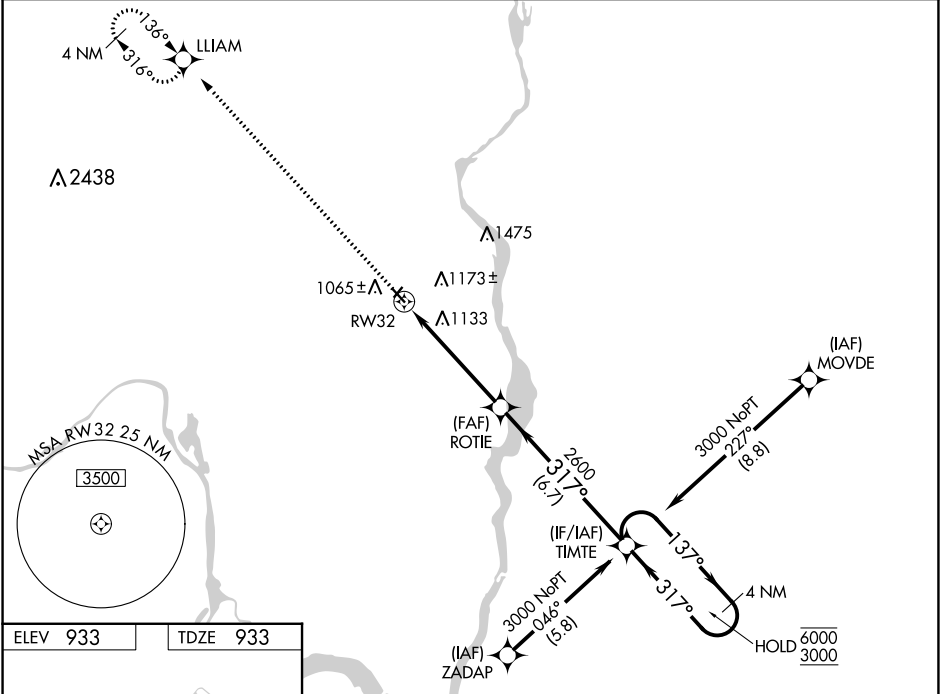 136°
LLIAM
4 NM
316°
2438
1475
1065±
1173±
RW32
1133
(IAF)
MOVDE
3000 NoPT
227°
(8.8)
(FAF)
ROTIE
2600
317°
(6.7)
MSA RW32 25 NM
3500
(IF/IAF)
TIMTE
137°
317°
4 NM
HOLD 6000
3000
3000 NoPT
046°
(5.8)
(IAF)
ZADAP
ELEV 933
TDZE 933